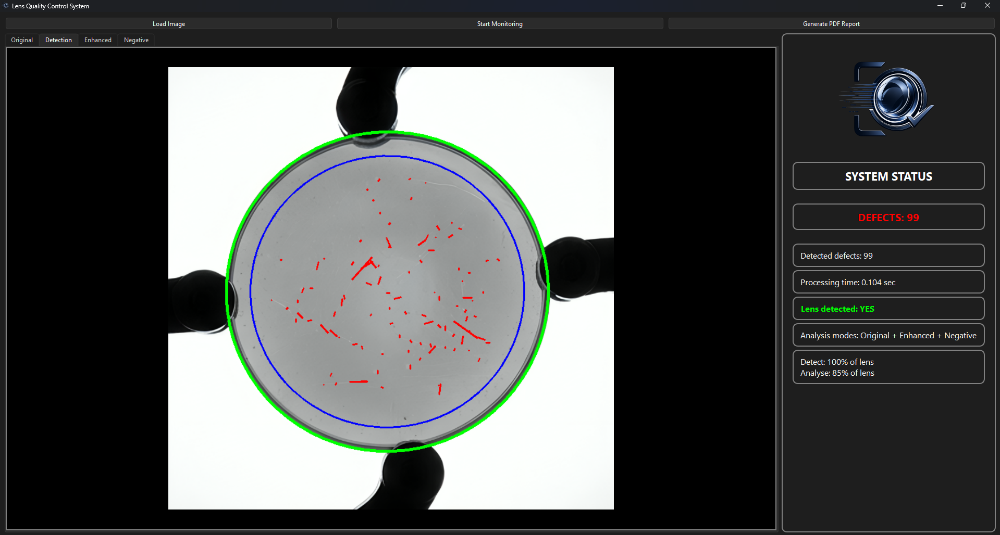 Lens Quality Control System
Load Image
Start Monitoring
Generate PDF Report
Original
Detection
Enhanced
Negative
SYSTEM STATUS
DEFECTS: 99
Detected defects: 99
Processing time: 0.104 sec
Lens detected: YES
Analysis modes: Original + Enhanced + Negative
Detect: 100% of lens
Analyse: 85% of lens